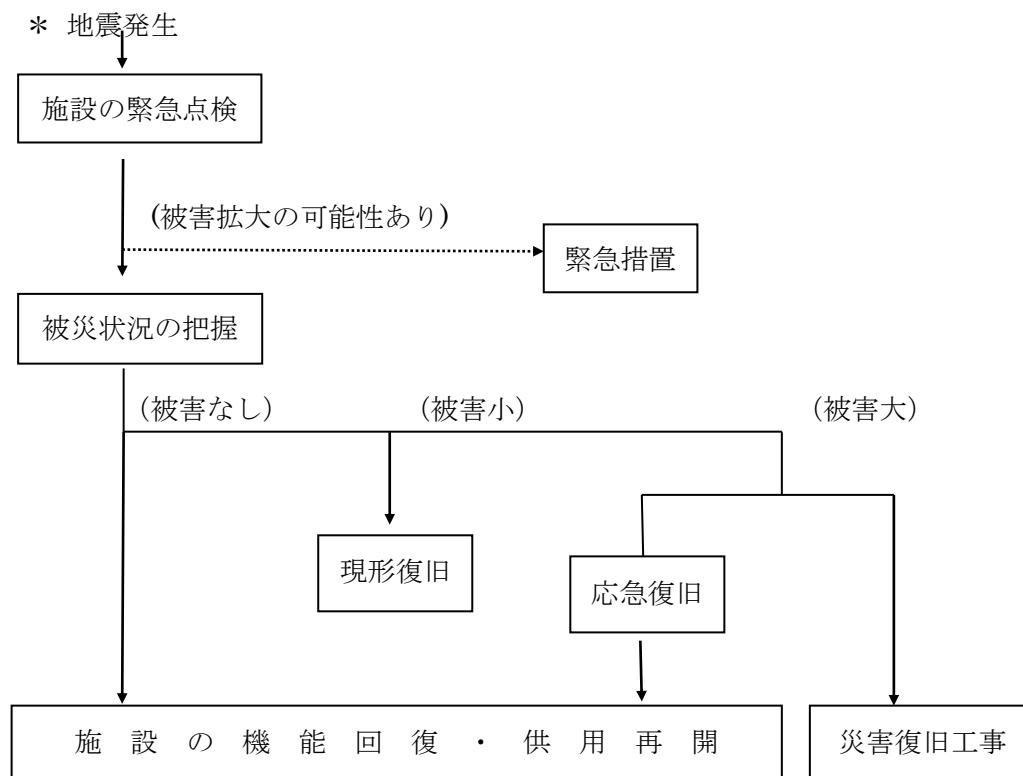 ＊ 地震発生
施設の緊急点検
(被害拡大の可能性あり)
緊急措置
被災状況の把握
（被害なし）
（被害小）
（被害大）
現形復旧
応急復旧
施設の機能回復・供用再開
災害復旧工事